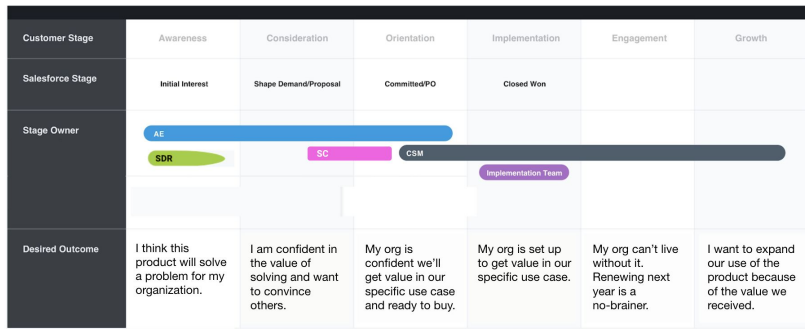 Customer Stage
Awareness
Consideration
Orientation
Implementation
Engagement
Growth
Salesforce Stage
Initial Interest
Shape Demand/Proposal
Committed/PO
Closed Won
Stage Owner
AE
SDR
SC
CSM
Implementation Team
Desired Outcome
I think this
product will solve
a problem for my
organization.
I am confident in
the value of
solving and want
to convince
others.
My org is
confident we'll
get value in our
specific use case
and ready to buy.
My org is set up
to get value in our
specific use case.
My org can't live
without it.
Renewing next
year is a
no-brainer.
I want to expand
our use of the
product because
of the value we
received.